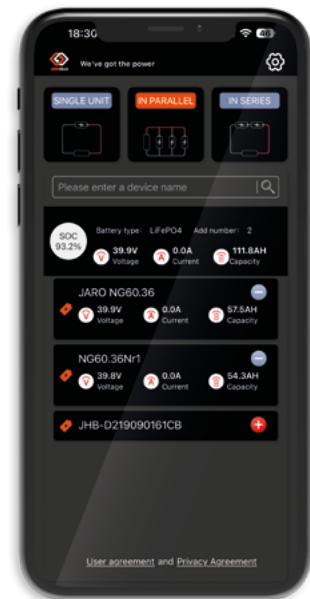 18:30
46
We've got the power
SINGLE UNIT
IN PARALLEL
IN SERIES
Please enter a device name
SOC
93.2%
Battery type: LiFePO4 Add number: 2
39.9V 0.0A 111.8AH
Voltage Current Capacity
JARO NG60.36
39.9V 0.0A 57.5AH
Voltage Current Capacity
NG60.36Nr1
39.8V 0.0A 54.3AH
Voltage Current Capacity
JHB-D219090161CB
User agreement and Privacy Agreement